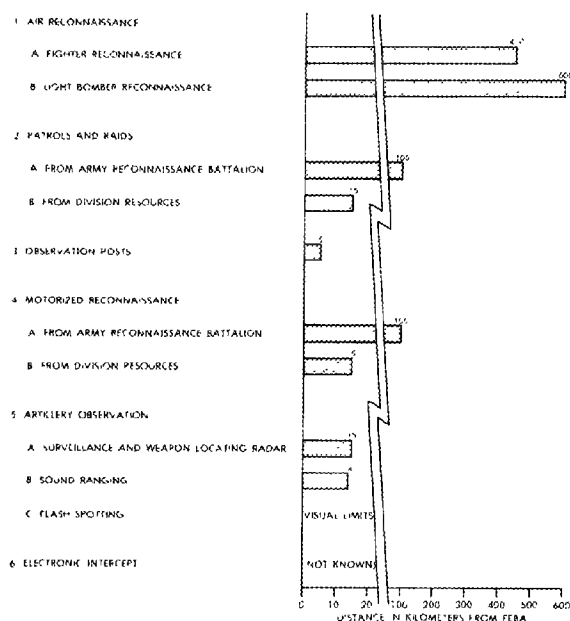 1 AIR RECONNAISSANCE
A FIGHTER RECONNAISSANCE
B LIGHT BOMBER RECONNAISSANCE 600
2 PATROLS AND RAIDS
A FROM ARMY RECONNAISSANCE BATTALION 100
B FROM DIVISION RESOURCES 15
3 OBSERVATION POSTS
4 MOTORIZED RECONNAISSANCE
A FROM ARMY RECONNAISSANCE BATTALION 100
B FROM DIVISION RESOURCES
5 ARTILLERY OBSERVATION
A SURVEILLANCE AND WEAPON LOCATING RADAR 15
B SOUND RANGING
C FLASH SPOTTING VISUAL LIMITS
6 ELECTRONIC INTERCEPT NOT KNOWN
0 10 20 100 200 300 400 500 600
DISTANCE IN KILOMETERS FROM FEBA